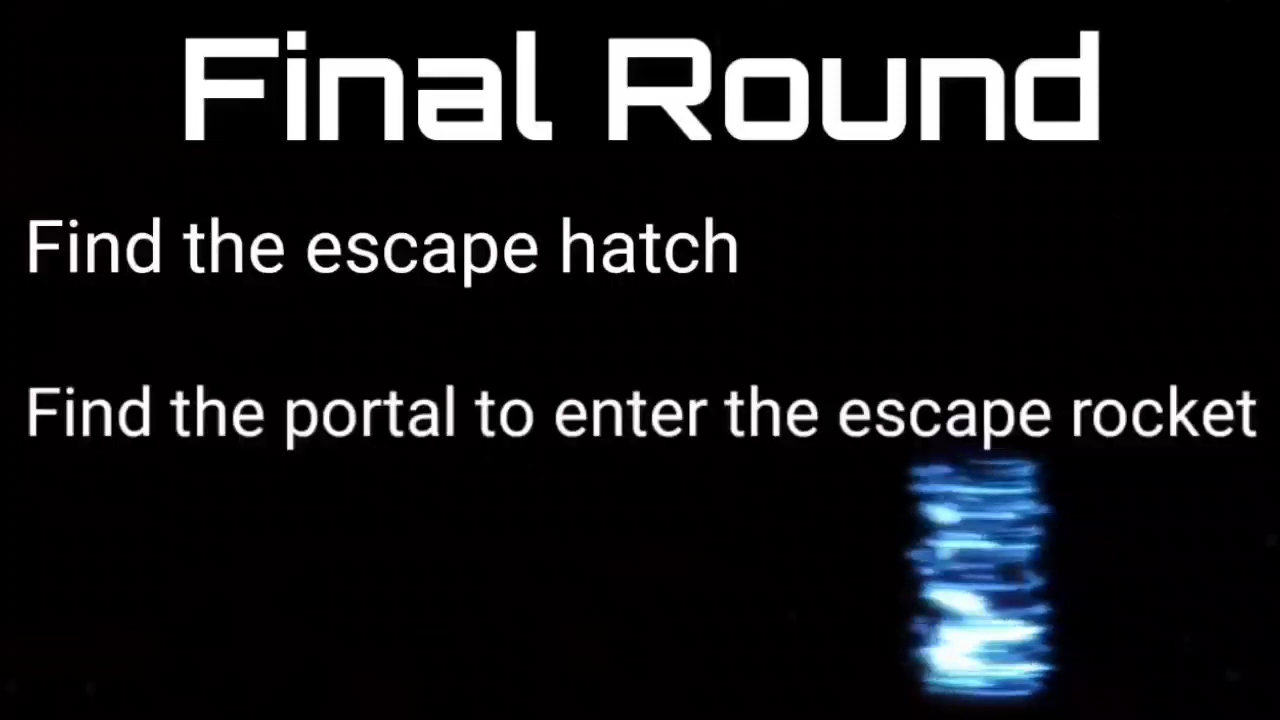 Final Round
Find the escape hatch
Find the portal to enter the escape rocket